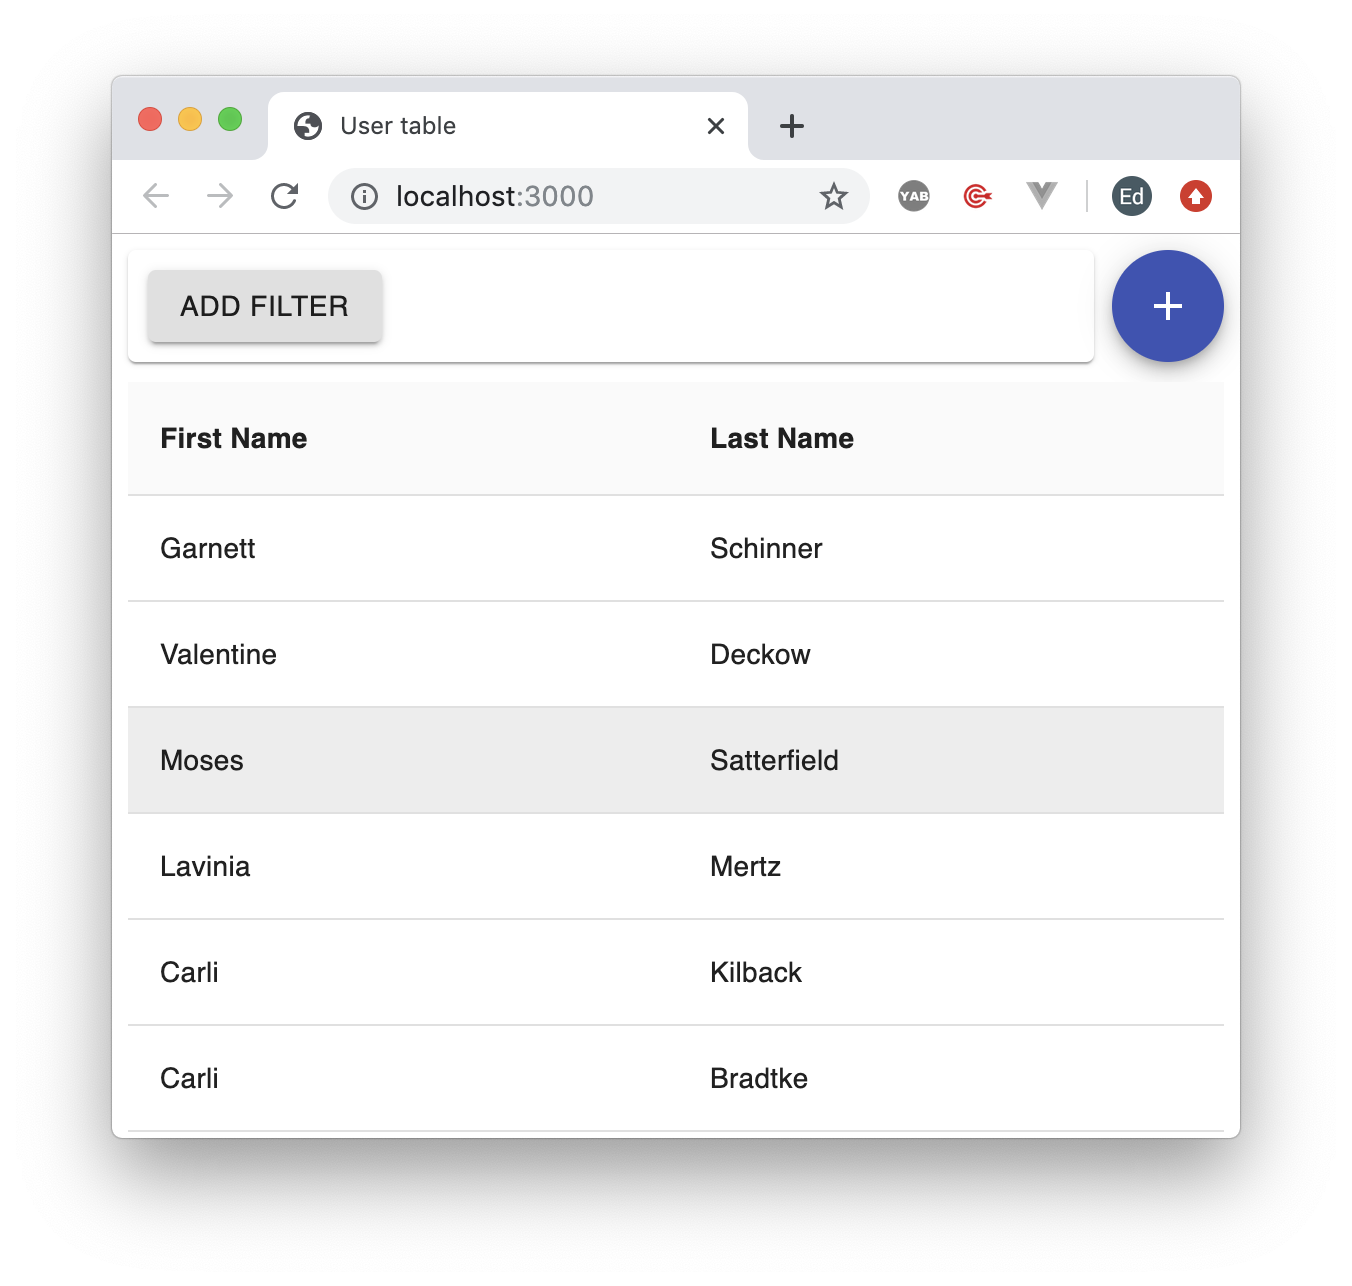 User table
localhost:3000
YAB
Ed
ADD FILTER
First Name Last Name
Garnett Schinner
Valentine Deckow
Moses Satterfield
Lavinia Mertz
Carli Kilback
Carli Bradtke